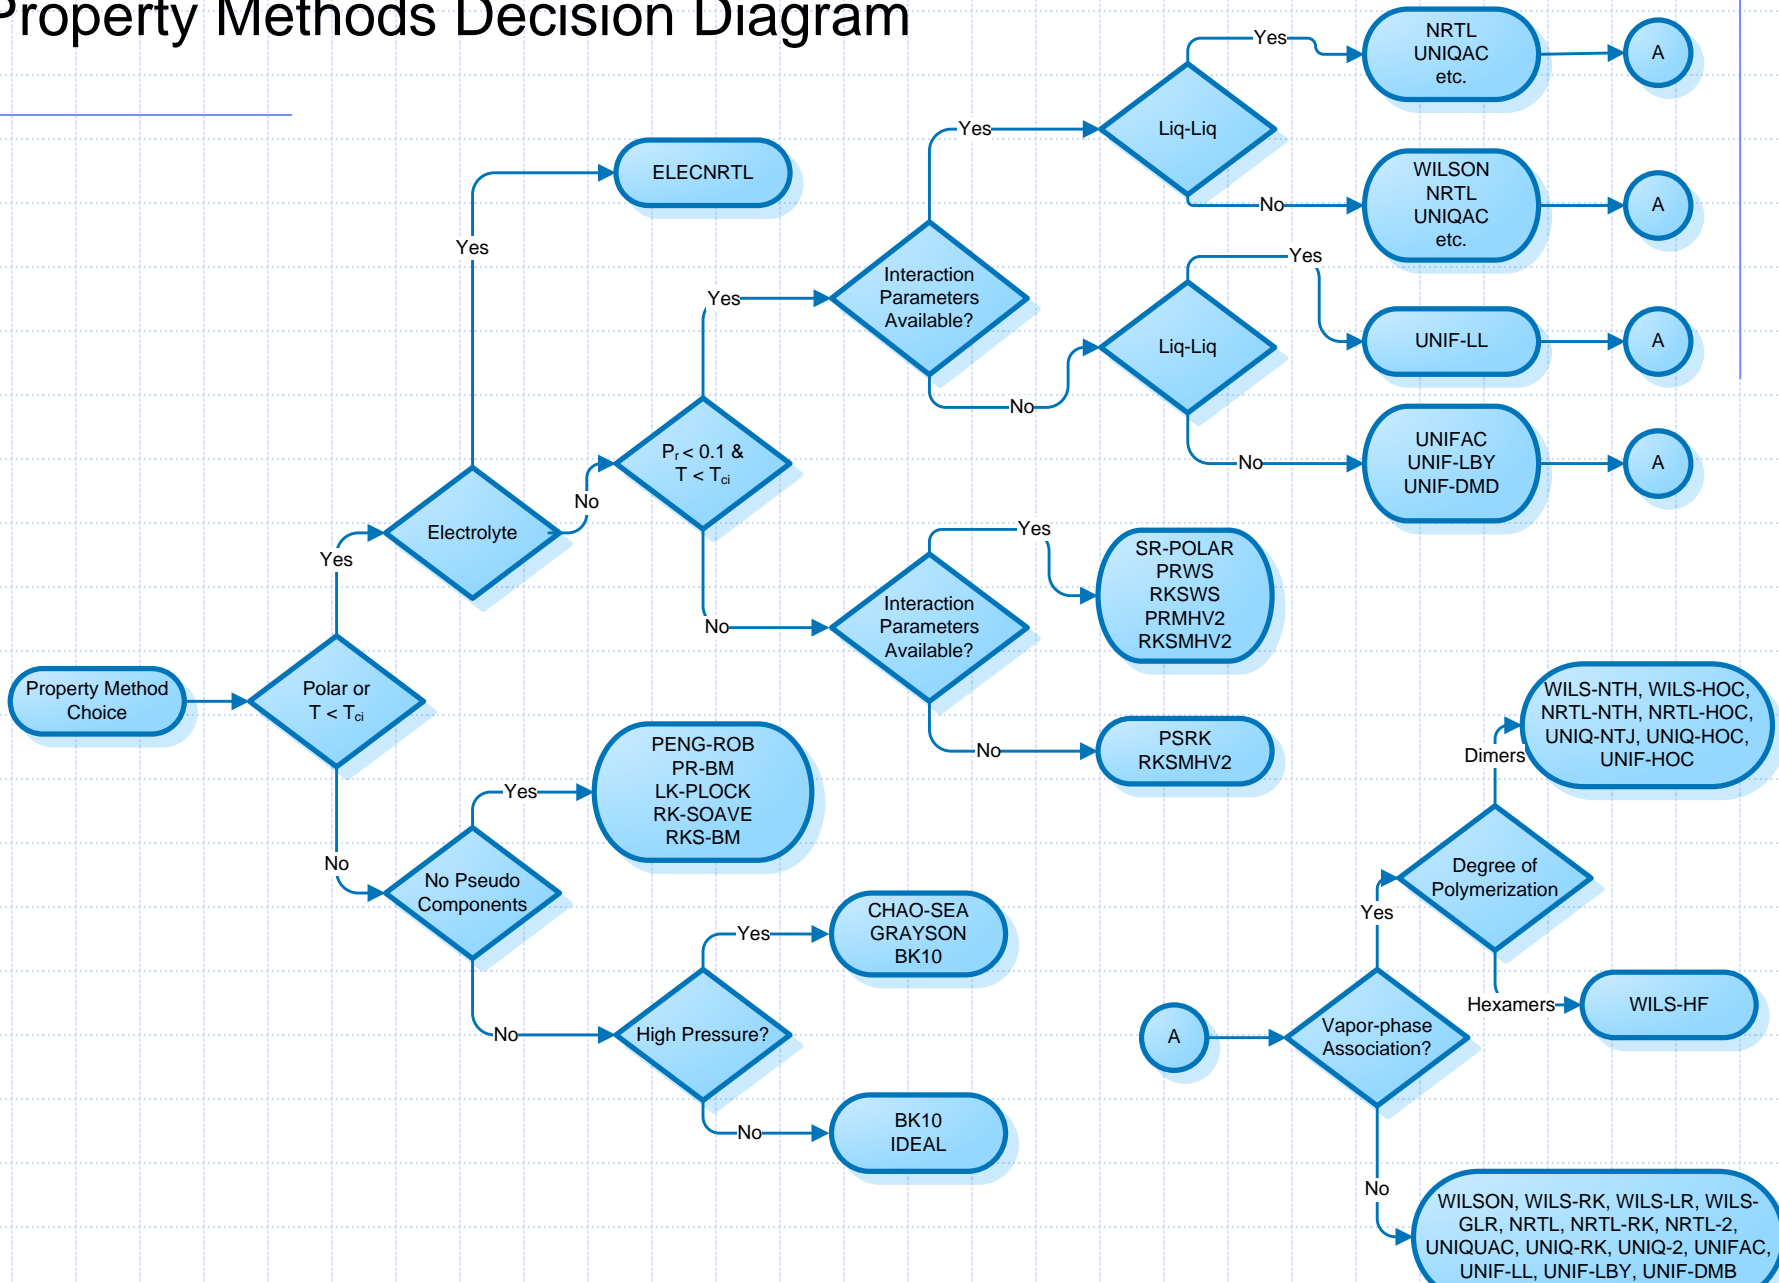 Property Methods Decision Diagram
Yes
NRTL
UNIQAC
etc.
A
Liq-Liq
Yes
No
WILSON
NRTL
UNIQAC
etc.
A
ELECNRTL
Yes
Interaction
Parameters
Available?
Yes
Yes
Liq-Liq
UNIF-LL
A
No
No
UNIFAC
UNIF-LBY
UNIF-DMD
A
Pr < 0.1 &
T < Tci
No
Electrolyte
Yes
Yes
SR-POLAR
PRWS
RKSWS
PRMHV2
RKSMHV2
Interaction
Parameters
Available?
No
No
PSRK
RKSMHV2
Property Method
Choice
Polar or
T < Tci
No
PENG-ROB
PR-BM
LK-PLOCK
RK-SOAVE
RKS-BM
Yes
No Pseudo
Components
No
Yes
CHAO-SEA
GRAYSON
BK10
High Pressure?
No
BK10
IDEAL
WILS-NTH, WILS-HOC,
NRTL-NTH, NRTL-HOC,
UNIQ-NTJ, UNIQ-HOC,
UNIF-HOC
Dimers
Degree of
Polymerization
Yes
Hexamers
WILS-HF
A
Vapor-phase
Association?
No
WILSON, WILS-RK, WILS-LR, WILS-
GLR, NRTL, NRTL-RK, NRTL-2,
UNIQUAC, UNIQ-RK, UNIQ-2, UNIFAC,
UNIF-LL, UNIF-LBY, UNIF-DMB